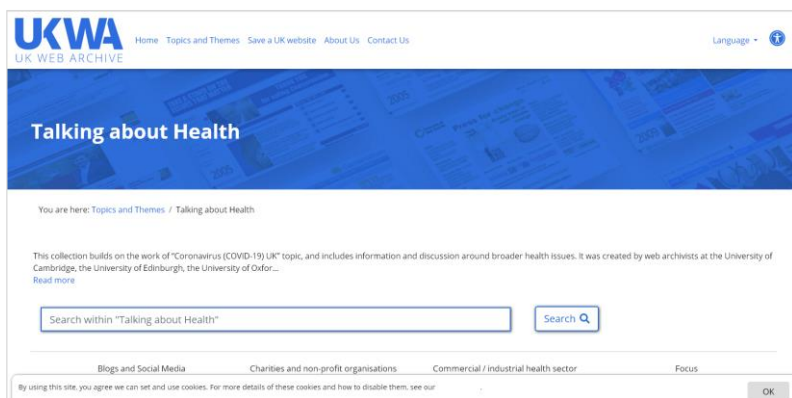 UKWA
UK WEB ARCHIVE
Home Topics and Themes Save a UK website About Us Contact Us
Language
2005
2005
2009
Talking about Health
You are here: Topics and Themes / Talking about Health
This collection builds on the work of "Coronavirus (COVID-19) UK" topic, and includes information and discussion around broader health issues. It was created by web archivists at the University of
Cambridge, the University of Edinburgh, the University of Oxfor...
Read more
Search within "Talking about Health"
Search
Blogs and Social Media Charities and non-profit organisations Commercial / industrial health sector Focus
By using this site, you agree we can set and use cookies. For more details of these cookies and how to disable them, see our .
OK